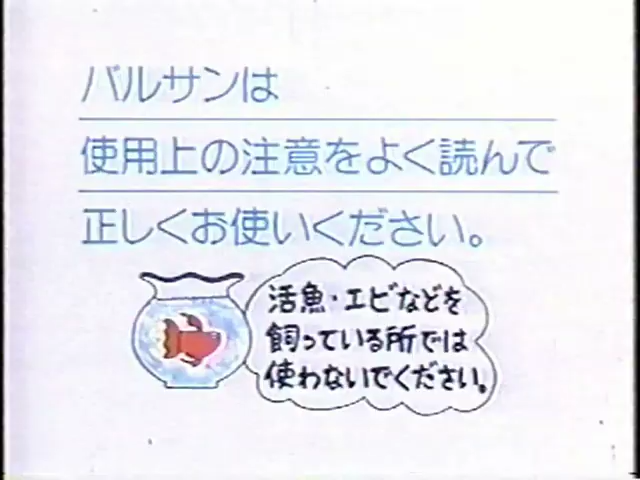 バルサンは
使用上の注意をよく読んで
正しくお使いください。
活魚・エビなどを
飼っている所では
使わないでください。